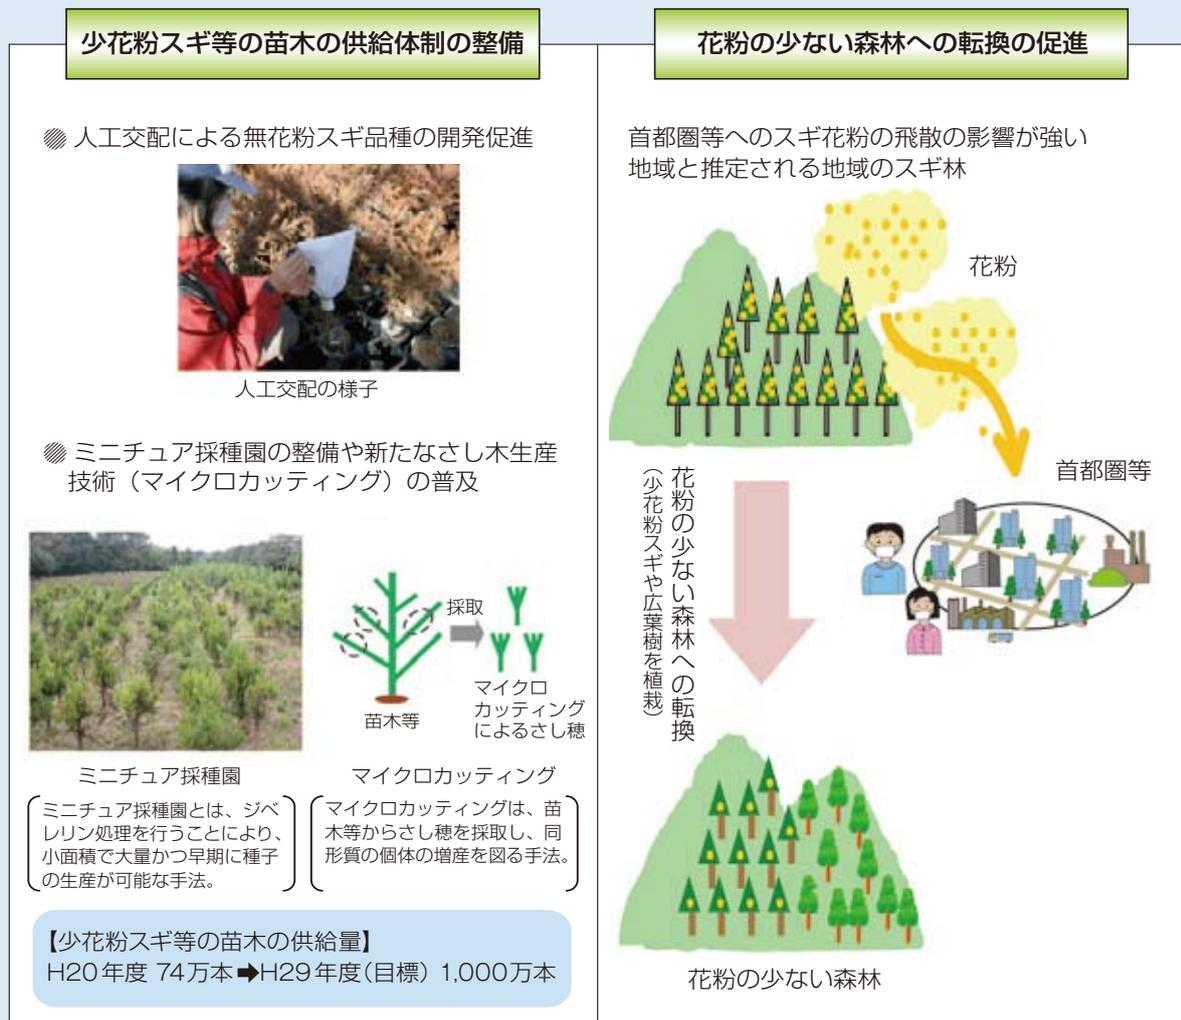 少花粉スギ等の苗木の供給体制の整備
人工交配による無花粉スギ品種の開発促進
人工交配の様子
ミニチュア採種園の整備や新たなさし木生産
技術（マイクロカッティング）の普及
採取
苗木等
マイクロ
カッティング
によるさし穂
ミニチュア採種園
ミニチュア採種園とは、ジベ
レリン処理を行うことにより、
小面積で大量かつ早期に種子
の生産が可能な手法。
マイクロカッティング
マイクロカッティングは、苗
木等からさし穂を採取し、同
形質の個体の増産を図る手法。
【少花粉スギ等の苗木の供給量】
H20年度 74万本➡H29年度（目標） 1,000万本
花粉の少ない森林への転換の促進
首都圏等へのスギ花粉の飛散の影響が強い
地域と推定される地域のスギ林
花粉
首都圏等
花粉の少ない森林への転換
（少花粉スギや広葉樹を植栽）
花粉の少ない森林